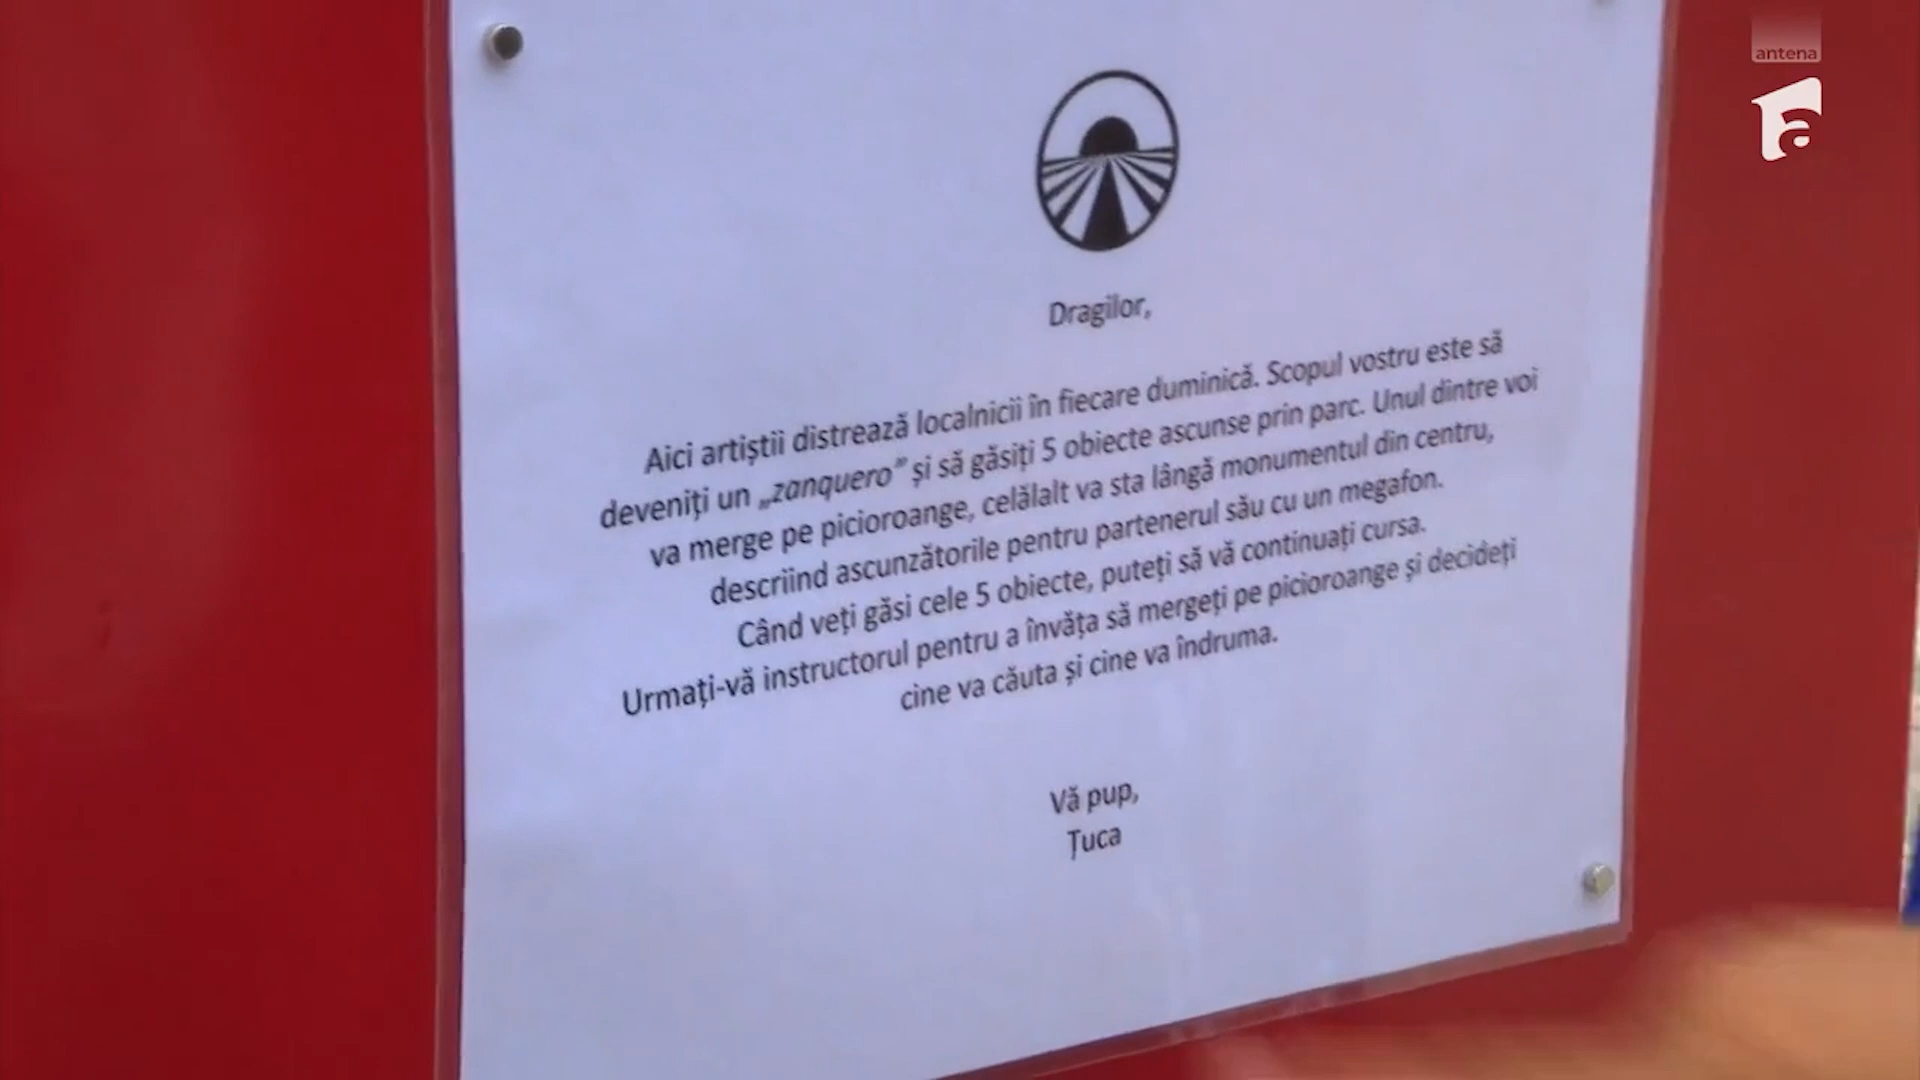 antena
a
Dragilor,
Aici artiștii distrează localnicii în fiecare duminică. Scopul vostru este să
deveniți un „zanquero” și să găsiți 5 obiecte ascunse prin parc. Unul dintre voi
va merge pe picioroange, celălalt va sta lângă monumentul din centru,
descriind ascunzătorile pentru partenerul său cu un megafon.
Când veți găsi cele 5 obiecte, puteți să vă continuați cursa.
Urmați-vă instructorul pentru a învăța să mergeți pe picioroange și decideți
cine va căuta și cine va îndruma.
Vă pup,
Țuca